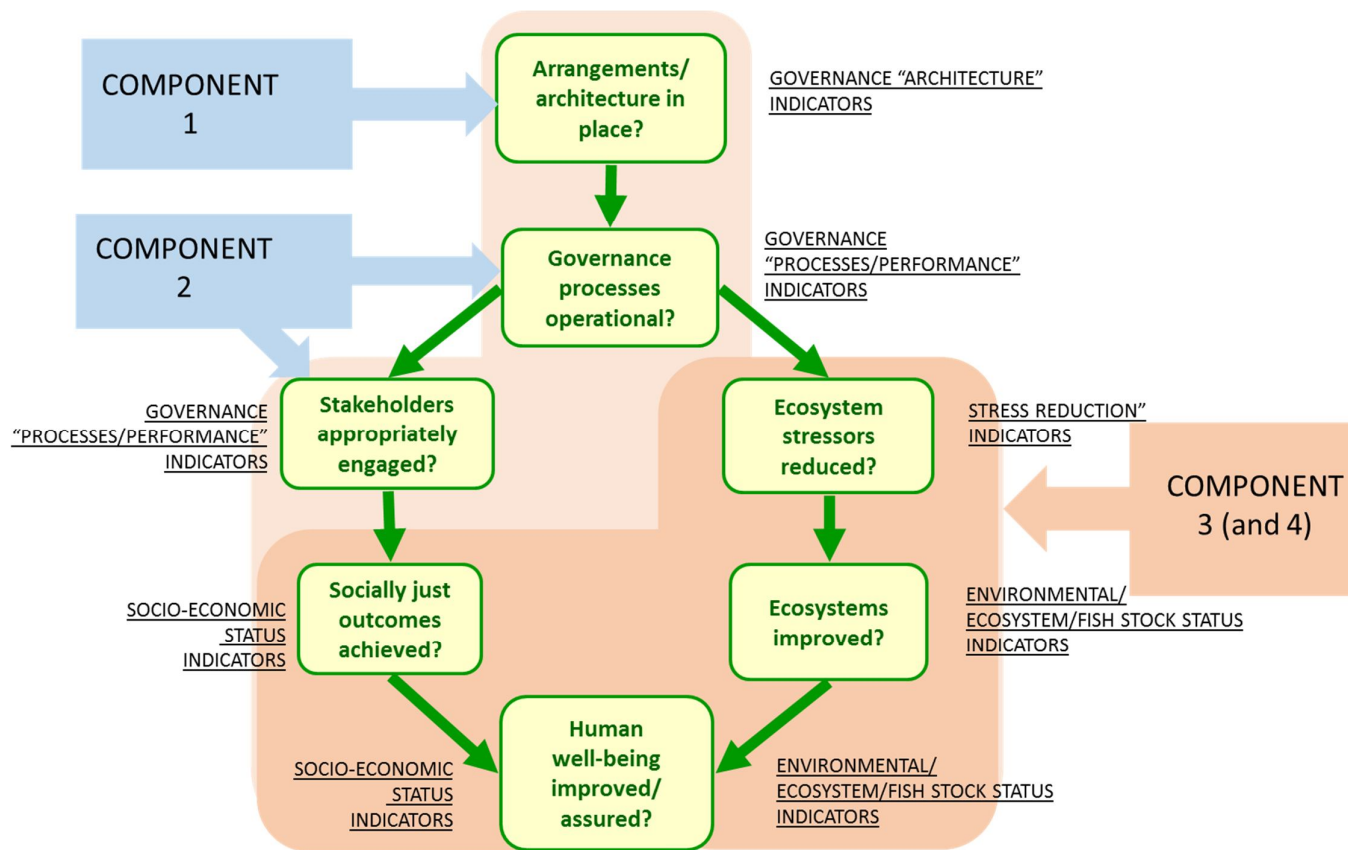 COMPONENT
1
Arrangements/
architecture in
place?
GOVERNANCE “ARCHITECTURE”
INDICATORS
COMPONENT
2
Governance
processes
operational?
GOVERNANCE
“PROCESSES/PERFORMANCE”
INDICATORS
GOVERNANCE
“PROCESSES/PERFORMANCE”
INDICATORS
Stakeholders
appropriately
engaged?
Ecosystem
stressors
reduced?
STRESS REDUCTION”
INDICATORS
COMPONENT
3 (and 4)
SOCIO-ECONOMIC
STATUS
INDICATORS
Socially just
outcomes
achieved?
Ecosystems
improved?
ENVIRONMENTAL/
ECOSYSTEM/FISH STOCK STATUS
INDICATORS
SOCIO-ECONOMIC
STATUS
INDICATORS
Human
well-being
improved/
assured?
ENVIRONMENTAL/
ECOSYSTEM/FISH STOCK STATUS
INDICATORS